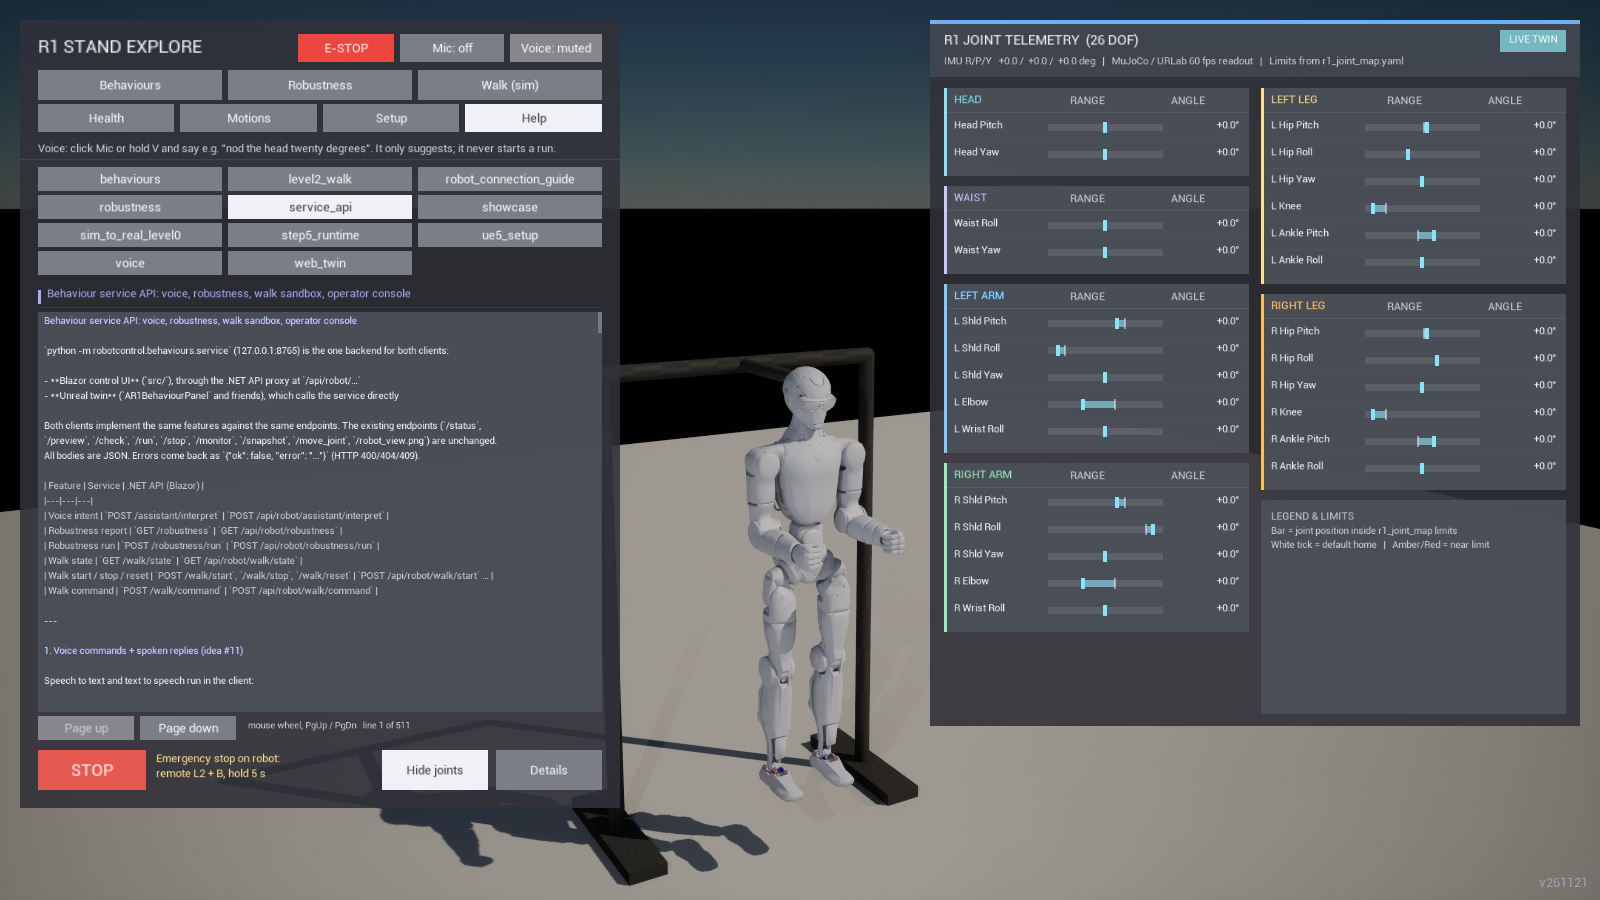 R1 STAND EXPLORE
E-STOP
Mic: off
Voice: muted
Behaviours
Robustness
Walk (sim)
Health
Motions
Setup
Help
Voice: click Mic or hold V and say e.g. "nod the head twenty degrees". It only suggests; it never starts a run.
behaviours
level2_walk
robot_connection_guide
robustness
service_api
showcase
sim_to_real_level0
step5_runtime
ue5_setup
voice
web_twin
Behaviour service API: voice, robustness, walk sandbox, operator console
Behaviour service API: voice, robustness, walk sandbox, operator console
`python -m robotcontrol.behaviours.service` (127.0.0.1:8765) is the one backend for both clients:
- **Blazor control UI** (`src/`), through the .NET API proxy at `/api/robot/...`
- **Unreal twin** (`AR1BehaviourPanel` and friends), which calls the service directly
Both clients implement the same features against the same endpoints. The existing endpoints (`/status`,
`/preview`, `/check`, `/run`, `/stop`, `/monitor`, `/snapshot`, `/move_joint`, `/robot_view.png`) are unchanged.
All bodies are JSON. Errors come back as `{"ok": false, "error": "..."}` (HTTP 400/404/409).
| Feature | Service | .NET API (Blazor) |
|---|---|---|
| Voice intent | `POST /assistant/interpret` | `POST /api/robot/assistant/interpret` |
| Robustness report | `GET /robustness` | `GET /api/robot/robustness` |
| Robustness run | `POST /robustness/run` | `POST /api/robot/robustness/run` |
| Walk state | `GET /walk/state` | `GET /api/robot/walk/state` |
| Walk start / stop / reset | `POST /walk/start`, `/walk/stop`, `/walk/reset` | `POST /api/robot/walk/start` ... |
| Walk command | `POST /walk/command` | `POST /api/robot/walk/command` |
---
1. Voice commands + spoken replies (idea #11)
Speech to text and text to speech run in the client:
Page up
Page down
mouse wheel, PgUp / PgDn line 1 of 511
STOP
Emergency stop on robot:
remote L2 + B, hold 5 s
Hide joints
Details
R1 JOINT TELEMETRY (26 DOF)
LIVE TWIN
IMU R/P/Y +0.0 / +0.0 / +0.0 deg | MuJoCo / URLab 60 fps readout | Limits from r1_joint_map.yaml
HEAD RANGE ANGLE
Head Pitch +0.0°
Head Yaw +0.0°
WAIST RANGE ANGLE
Waist Roll +0.0°
Waist Yaw +0.0°
LEFT ARM RANGE ANGLE
L Shld Pitch +0.0°
L Shld Roll +0.0°
L Shld Yaw +0.0°
L Elbow +0.0°
L Wrist Roll +0.0°
RIGHT ARM RANGE ANGLE
R Shld Pitch +0.0°
R Shld Roll +0.0°
R Shld Yaw +0.0°
R Elbow +0.0°
R Wrist Roll +0.0°
LEFT LEG RANGE ANGLE
L Hip Pitch +0.0°
L Hip Roll +0.0°
L Hip Yaw +0.0°
L Knee +0.0°
L Ankle Pitch +0.0°
L Ankle Roll +0.0°
RIGHT LEG RANGE ANGLE
R Hip Pitch +0.0°
R Hip Roll +0.0°
R Hip Yaw +0.0°
R Knee +0.0°
R Ankle Pitch +0.0°
R Ankle Roll +0.0°
LEGEND & LIMITS
Bar = joint position inside r1_joint_map limits
White tick = default home | Amber/Red = near limit
v261121